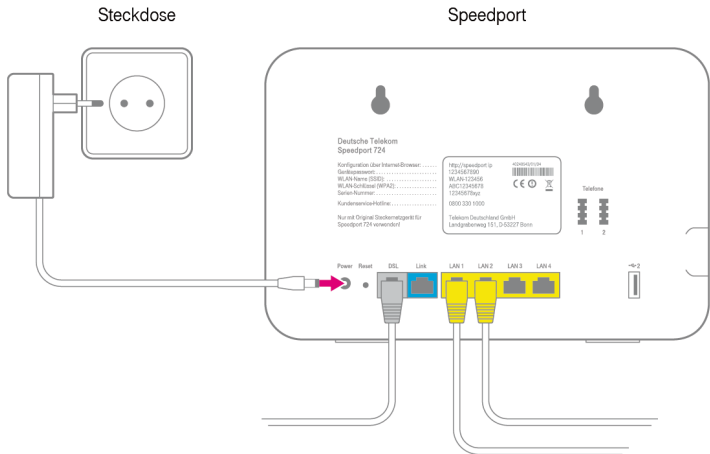 Steckdose
Speedport
Deutsche Telekom
Speedport 724
Konfiguration über Internet-Browser: http://speedport.ip
Gerätepasswort: 1234567890
WLAN-Name (SSID): WLAN-123456
WLAN-Schlüssel (WPA2): ABC12345678
Serien-Nummer: 12345678xyz
Kundenservice-Hotline: 0800 330 1000
Nur mit Original Steckernetzgerät für
Speedport 724 verwenden!
Telekom Deutschland GmbH
Landgrabenweg 151, D-53227 Bonn
CE
Telefone
1 2
Power Reset DSL Link LAN 1 LAN 2 LAN 3 LAN 4
2